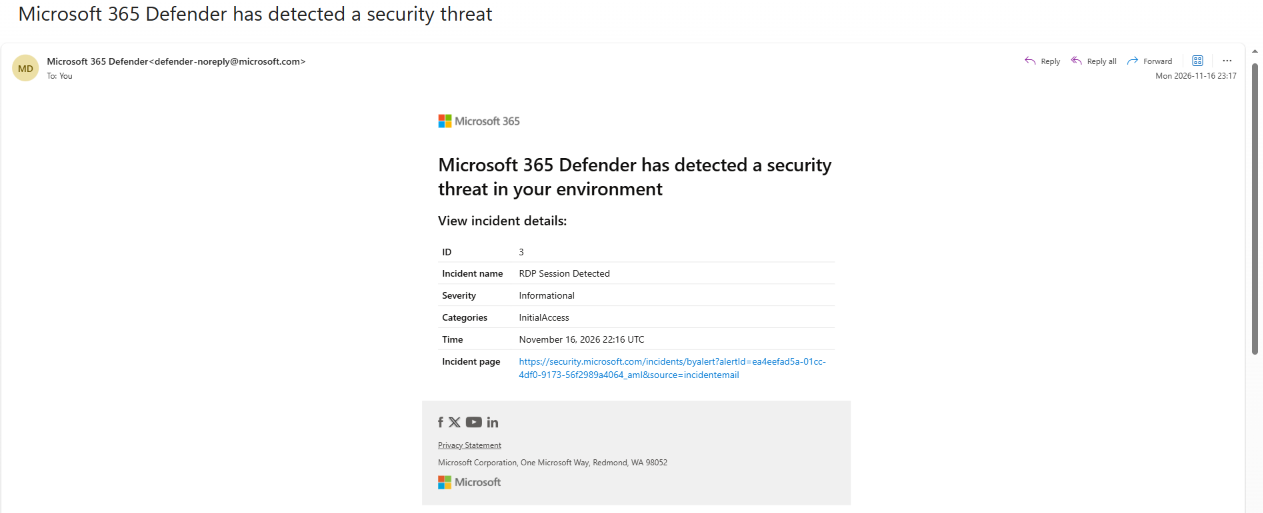 Microsoft 365 Defender has detected a security threat
MD
Microsoft 365 Defender<defender-noreply@microsoft.com>
To: You
Reply
Reply all
Forward
...
Mon 2026-11-16 23:17
Microsoft 365
Microsoft 365 Defender has detected a security
threat in your environment
View incident details:
ID 3
Incident name RDP Session Detected
Severity Informational
Categories InitialAccess
Time November 16, 2026 22:16 UTC
Incident page https://security.microsoft.com/incidents/byalert?alertId=ea4eefad5a-01cc-
4df0-9173-56f2989a4064_aml&source=incidentemail
f X in
Privacy Statement
Microsoft Corporation, One Microsoft Way, Redmond, WA 98052
Microsoft